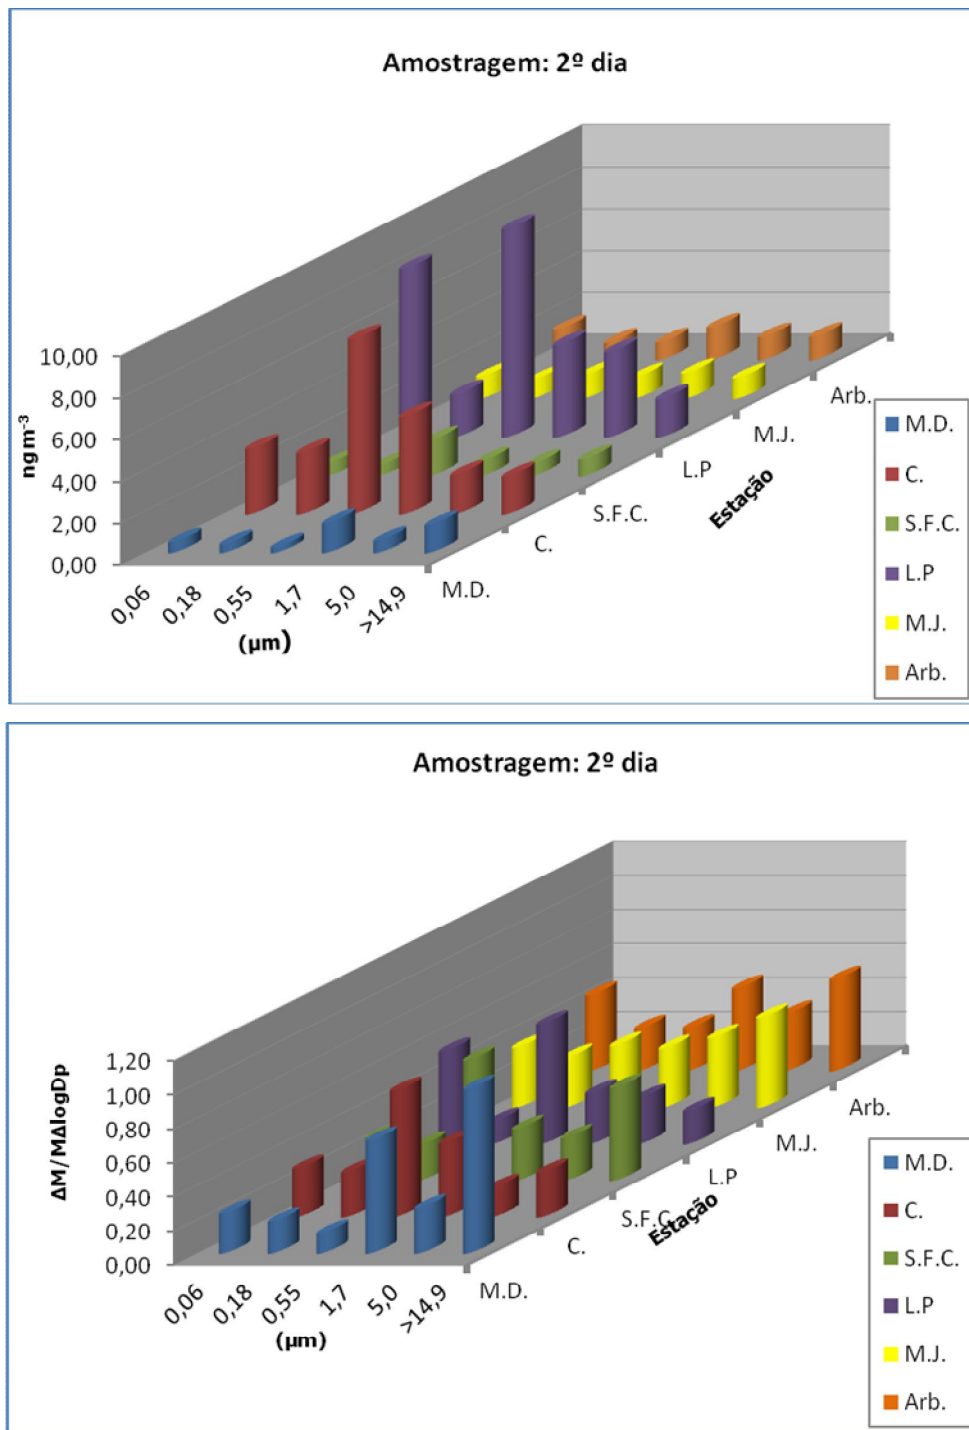 Amostragem: 2º dia
10,00
8,00
6,00
4,00
2,00
0,00
ng m⁻³
0,06
0,18
0,55
1,7
5,0
>14,9
(µm)
M.D.
C.
S.F.C.
L.P
M.J.
Arb.
Estação
M.D.
C.
S.F.C.
L.P
M.J.
Arb.
Amostragem: 2º dia
1,20
1,00
0,80
0,60
0,40
0,20
0,00
ΔM/MΔlogDp
0,06
0,18
0,55
1,7
5,0
>14,9
(µm)
M.D.
C.
S.F.C.
L.P
M.J.
Arb.
Estação
M.D.
C.
S.F.C.
L.P
M.J.
Arb.